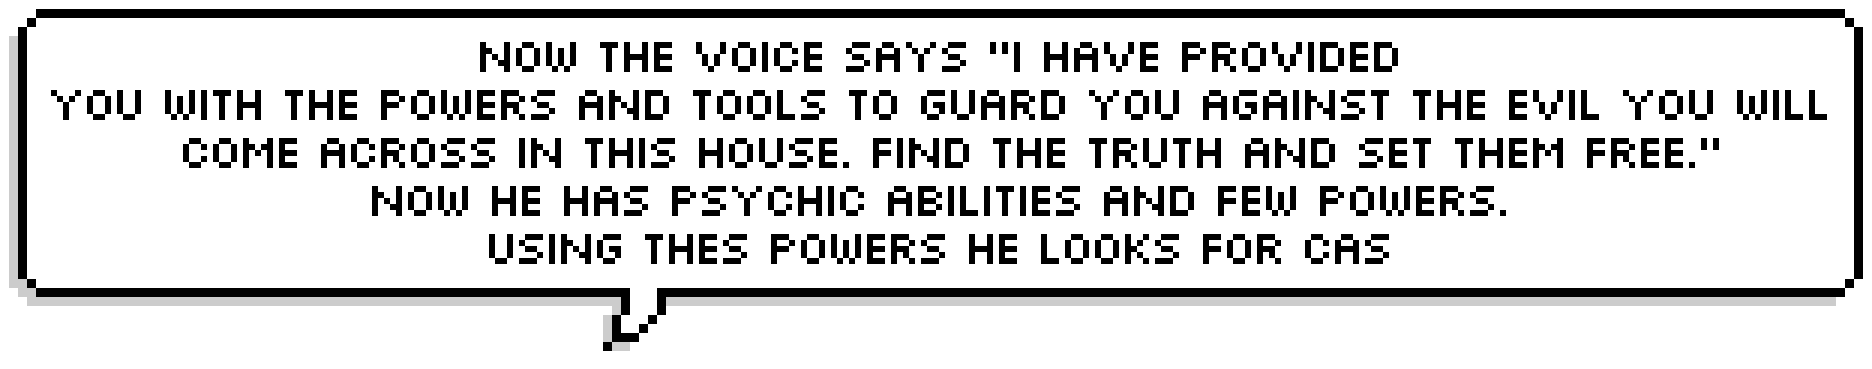 NOW THE VOICE SAYS "I HAVE PROVIDED
YOU WITH THE POWERS AND TOOLS TO GUARD YOU AGAINST THE EVIL YOU WILL
COME ACROSS IN THIS HOUSE. FIND THE TRUTH AND SET THEM FREE."
NOW HE HAS PSYCHIC ABILITIES AND FEW POWERS.
USING THES POWERS HE LOOKS FOR CAS